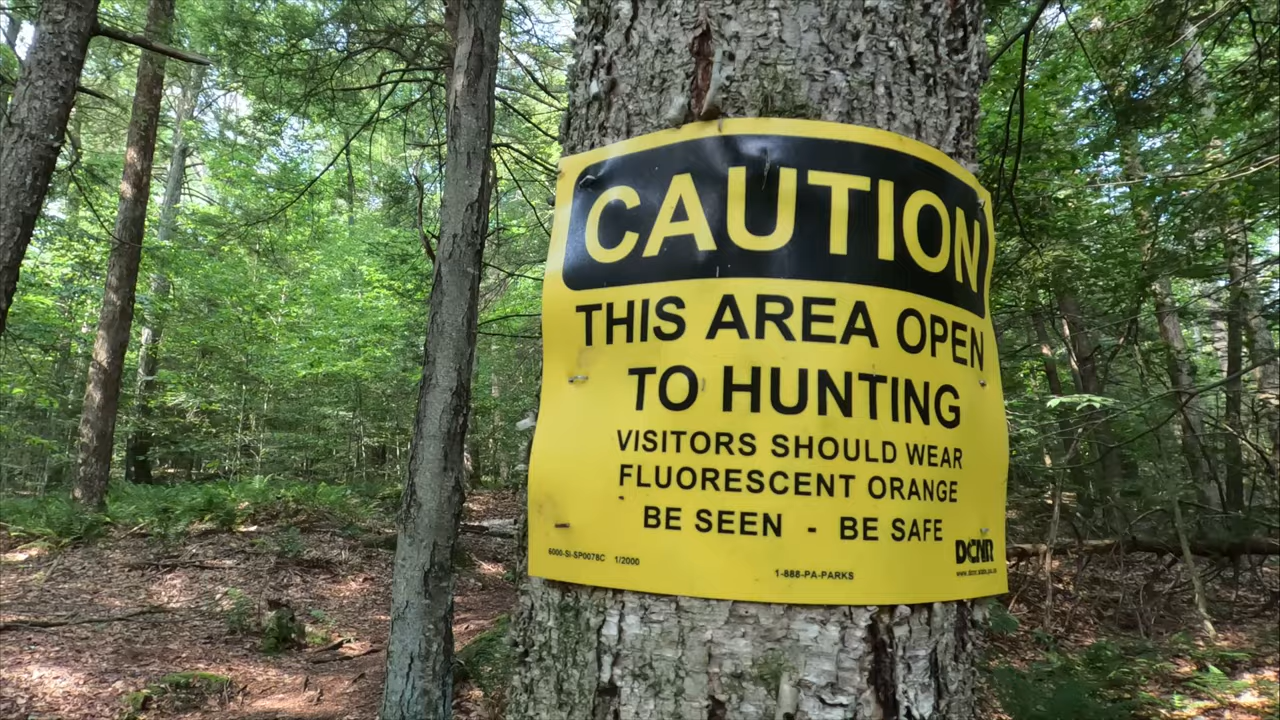 CAUTION
THIS AREA OPEN
TO HUNTING
VISITORS SHOULD WEAR
FLUORESCENT ORANGE
BE SEEN - BE SAFE
DCNR
6000-SI-SP0078C 1/2000
1-888-PA-PARKS